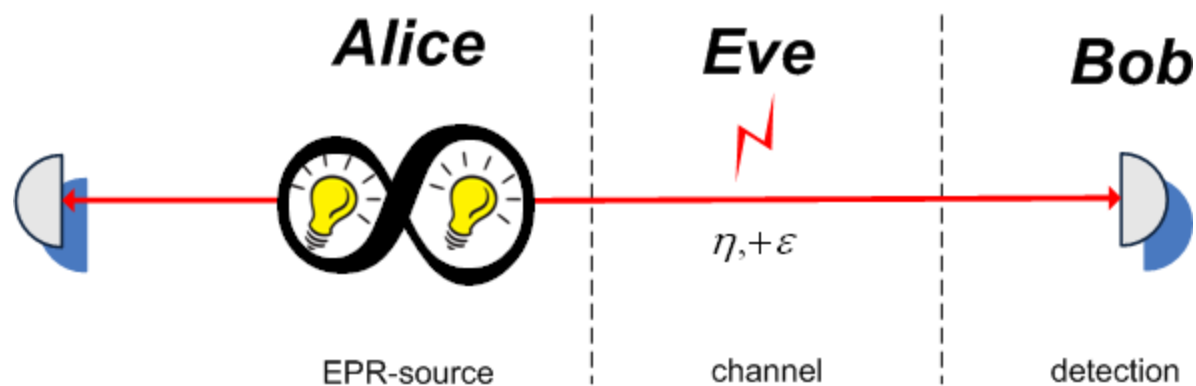 Alice
Eve
Bob
η,+ε
EPR-source
channel
detection